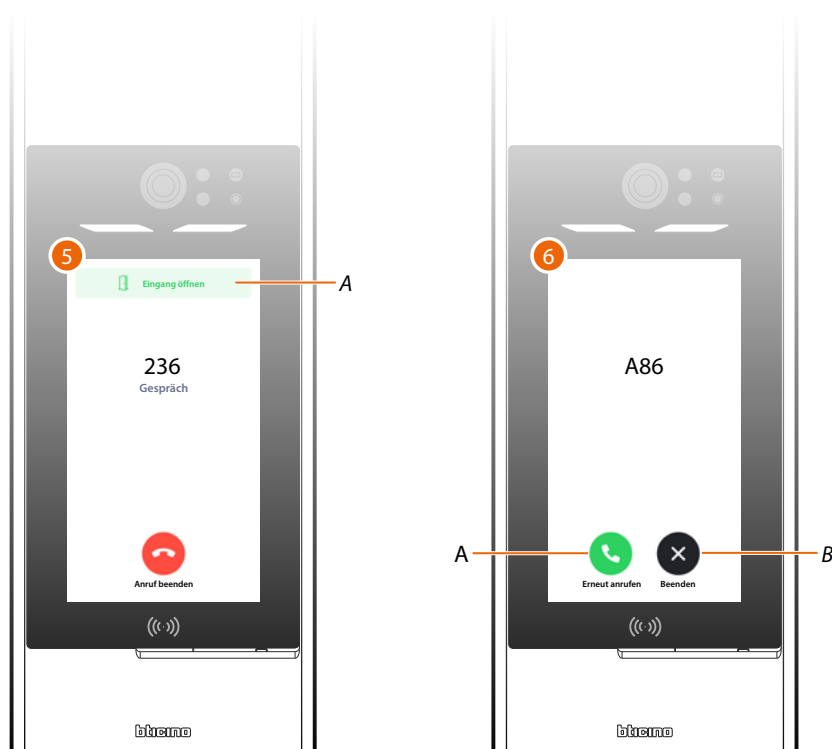 5
Eingang öffnen
A
236
Gespräch
Anruf beenden
bticino
6
A86
A
B
Erneut anrufen
Beenden
bticino